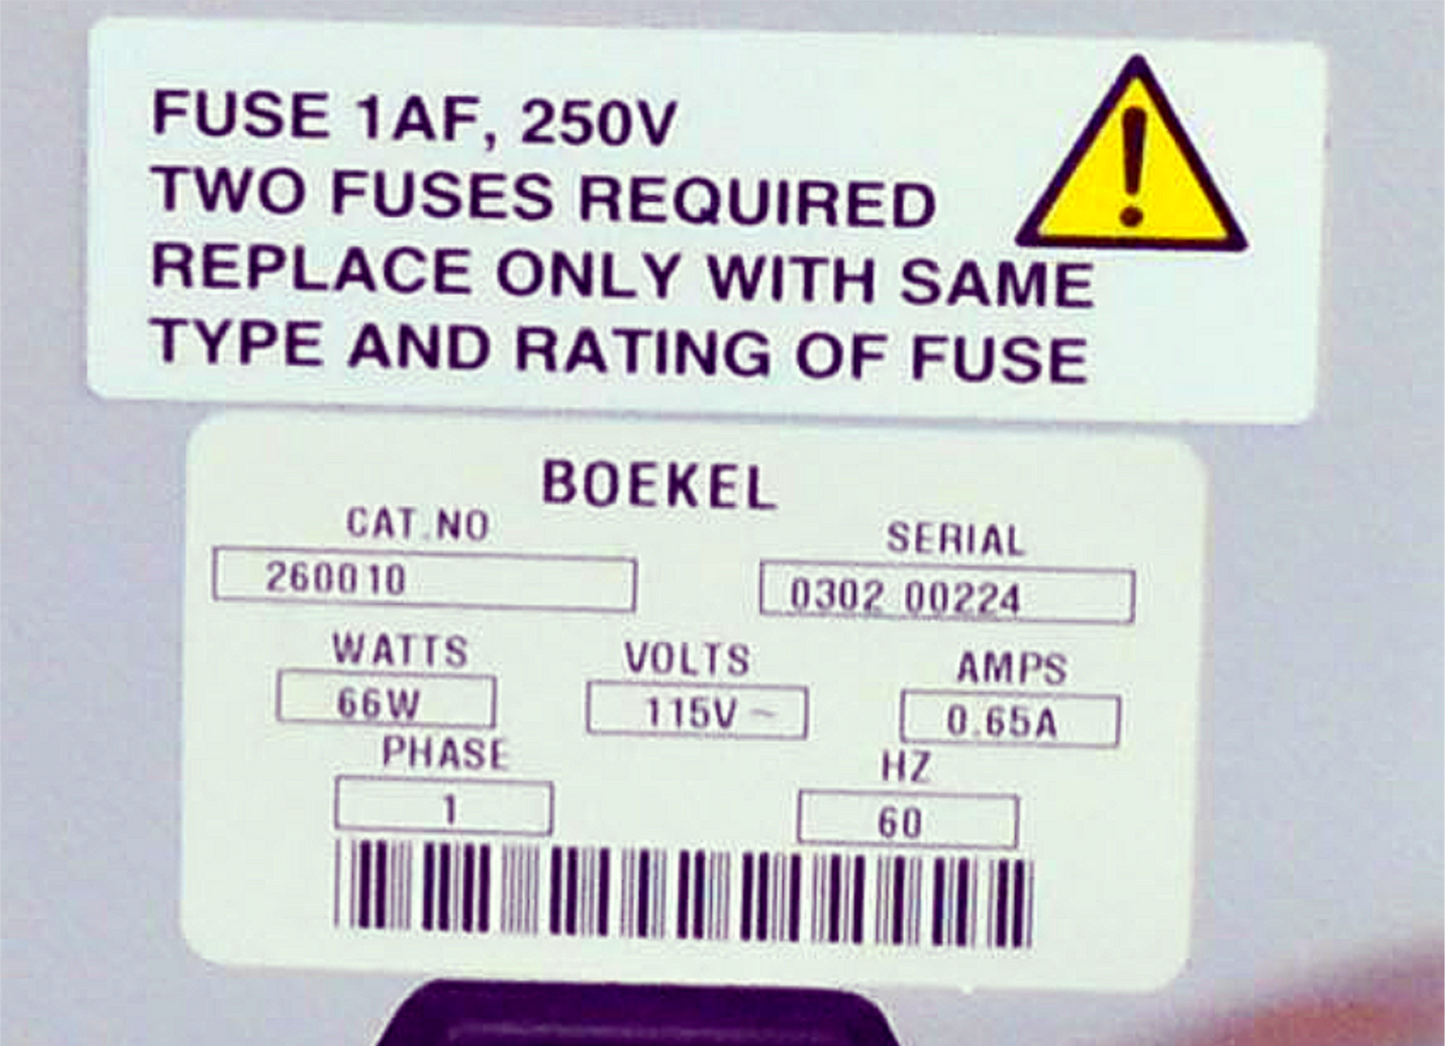 FUSE 1AF, 250V
TWO FUSES REQUIRED
REPLACE ONLY WITH SAME
TYPE AND RATING OF FUSE
BOEKEL
CAT.NO SERIAL
260010 0302 00224
WATTS VOLTS AMPS
66W 115V~ 0.65A
PHASE HZ
1 60